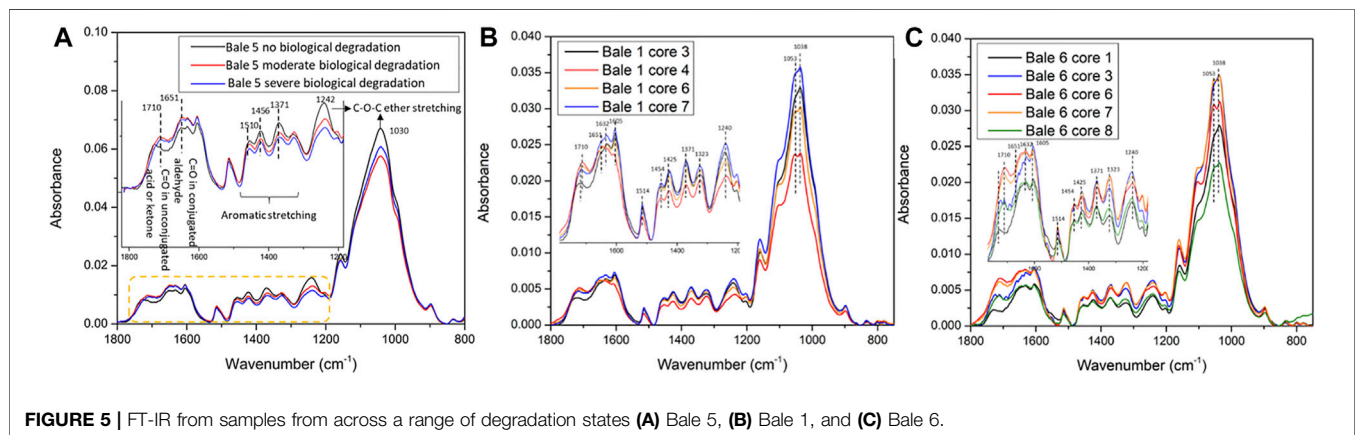 A
Bale 5 no biological degradation
Bale 5 moderate biological degradation
Bale 5 severe biological degradation
1710
1651
1510
1456
1371
1242
C-O-C ether stretching
1030
Aromatic stretching
C=O in conjugated
aldehyde
C=O in unconjugated
acid or ketone
1800
1600
1400
1200
0.10
0.08
0.06
0.04
0.02
0.00
Absorbance
1800 1600 1400 1200 1000 800
Wavenumber (cm-1)
B
Bale 1 core 3
Bale 1 core 4
Bale 1 core 6
Bale 1 core 7
1053
1038
1710
1651
1632
1605
1514
1454
1425
1371
1323
1240
1600
1400
0.040
0.035
0.030
0.025
0.020
0.015
0.010
0.005
0.000
Absorbance
1800 1600 1400 1200 1000 800
Wavenumber (cm-1)
C
Bale 6 core 1
Bale 6 core 3
Bale 6 core 6
Bale 6 core 7
Bale 6 core 8
1053
1038
1710
1651
1632
1605
1514
1454
1425
1371
1323
1240
1400
1200
0.040
0.035
0.030
0.025
0.020
0.015
0.010
0.005
0.000
Absorbance
1800 1600 1400 1200 1000 800
Wavenumber (cm-1)
FIGURE 5 | FT-IR from samples from across a range of degradation states (A) Bale 5, (B) Bale 1, and (C) Bale 6.